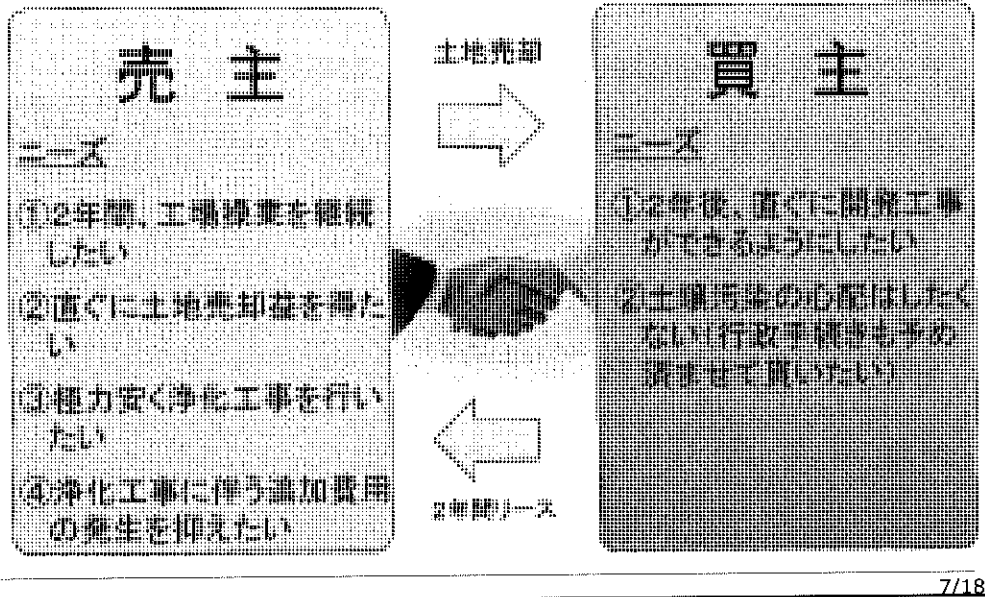 売 主
ニーズ
①2年間、工場操業を継続
したい
②直ぐに土地売却益を得た
い
③極力安く浄化工事を行い
たい
④浄化工事に伴う追加費用
の発生を抑えたい
土地売却
2年間リース
買 主
ニーズ
①2年後、直ぐに開発工事
ができるようにしたい
②土壌汚染の心配はしたく
ない(行政手続きも予め
済ませて貰いたい)
7/18